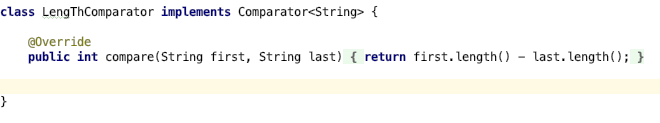 class LengThComparator implements Comparator<String> {
@Override
public int compare(String first, String last) { return first.length() - last.length(); }
}